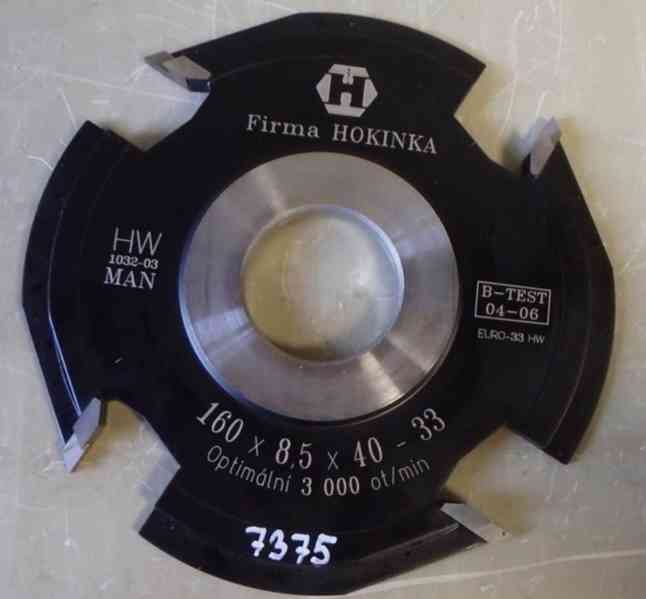 H
Firma HOKINKA
HW
1032-03
MAN
B-TEST
04-06
EURO-33 HW
160 x 8,5 x 40 - 33
Optimální 3 000 ot/min
7375